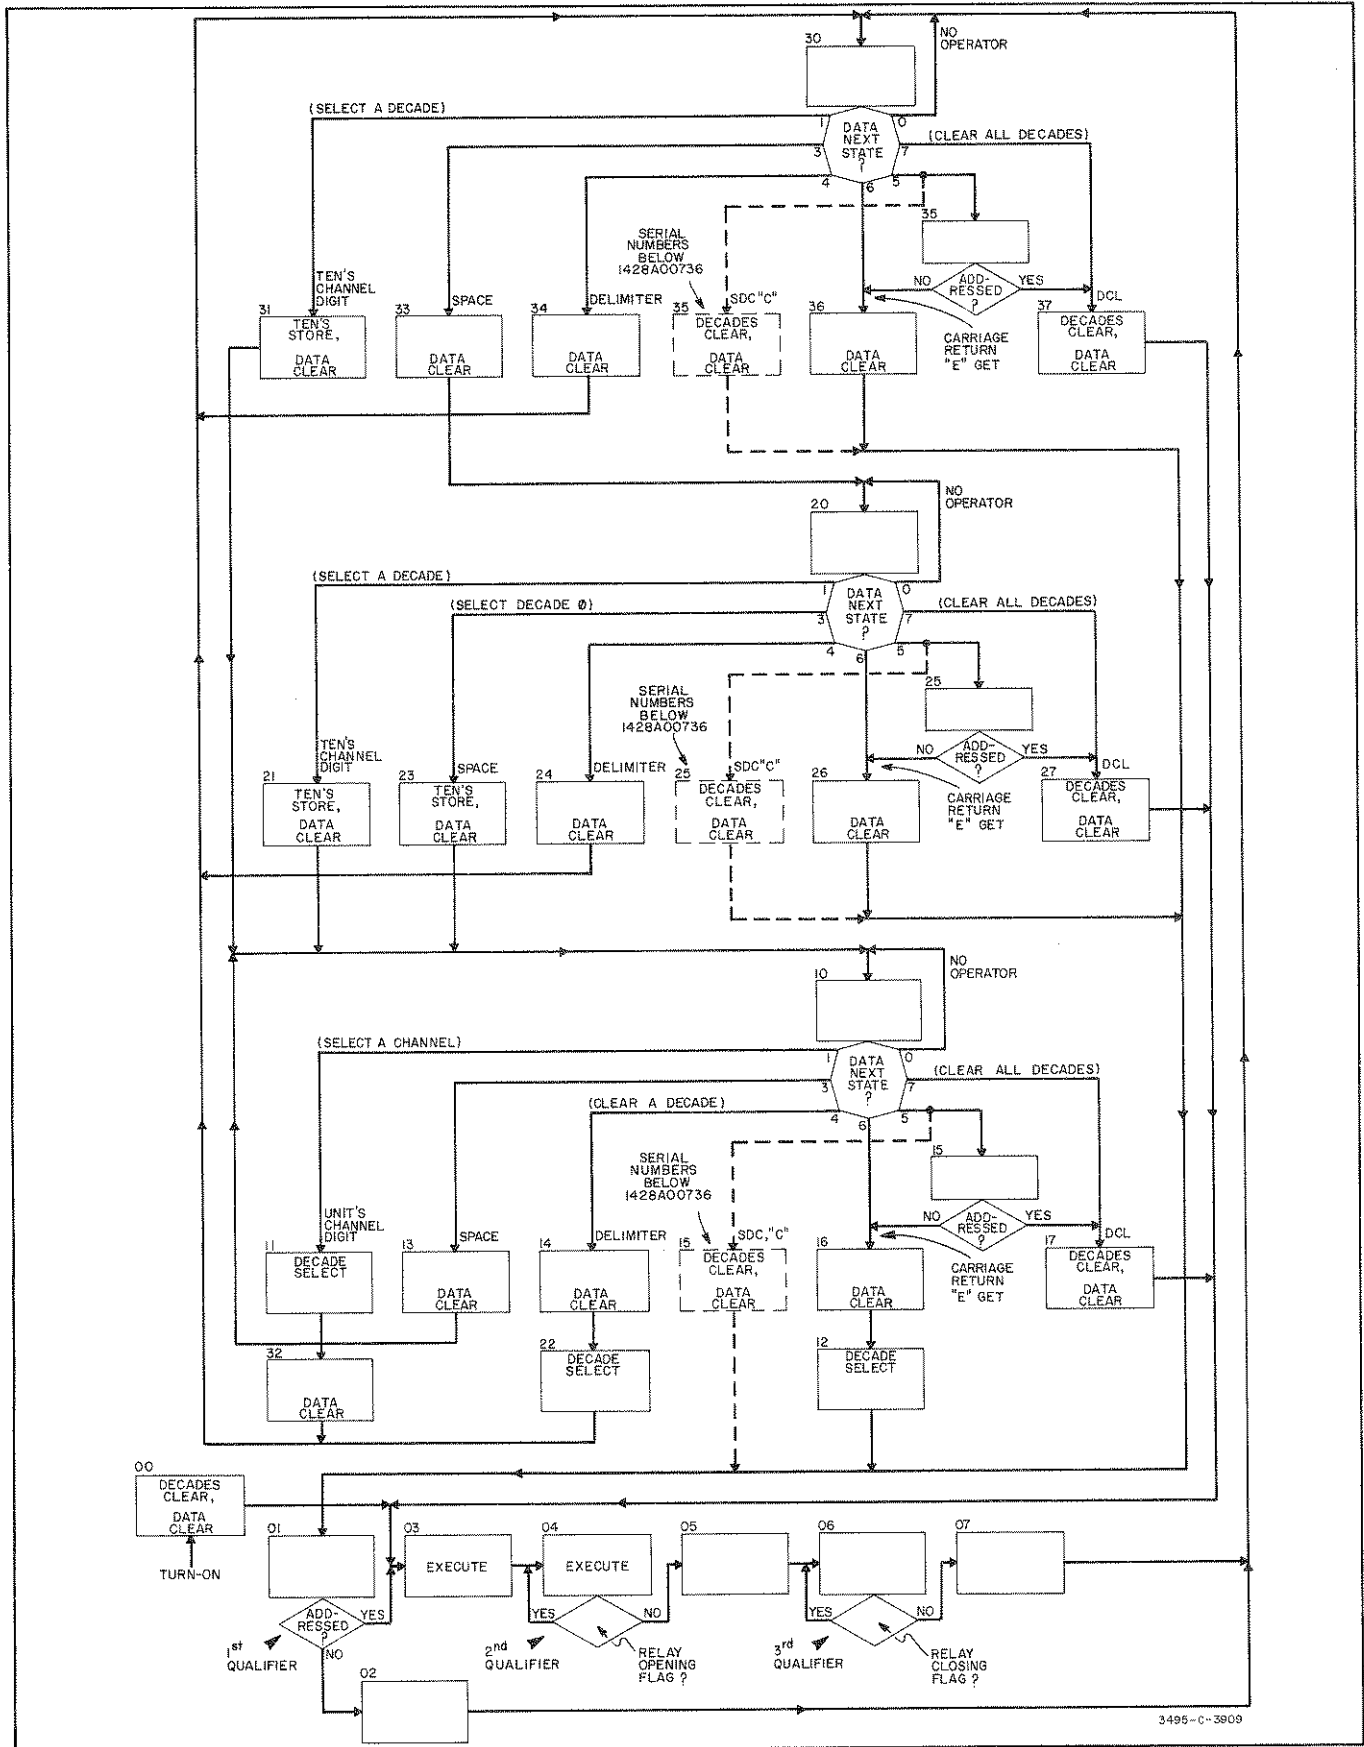 NO
OPERATOR
30
(SELECT A DECADE)
1
0
DATA
NEXT
STATE
?
(CLEAR ALL DECADES)
3
7
4
6
5
35
SERIAL
NUMBERS
BELOW
1428A00736
NO
ADD-
RESSED
?
YES
TEN'S
CHANNEL
DIGIT
SPACE
DELIMITER
SDC"C"
DCL
31
TEN'S
STORE,
DATA
CLEAR
33
DATA
CLEAR
34
DATA
CLEAR
35
DECADES
CLEAR,
DATA
CLEAR
36
DATA
CLEAR
CARRIAGE
RETURN
"E" GET
37
DECADES
CLEAR,
DATA
CLEAR
NO
OPERATOR
20
(SELECT A DECADE)
1
0
DATA
NEXT
STATE
?
(SELECT DECADE Ø)
(CLEAR ALL DECADES)
3
7
4
6
5
25
SERIAL
NUMBERS
BELOW
1428A00736
NO
ADD-
RESSED
?
YES
TEN'S
CHANNEL
DIGIT
SPACE
DELIMITER
SDC"C"
DCL
21
TEN'S
STORE,
DATA
CLEAR
23
TEN'S
STORE,
DATA
CLEAR
24
DATA
CLEAR
25
DECADES
CLEAR,
DATA
CLEAR
26
DATA
CLEAR
CARRIAGE
RETURN
"E" GET
27
DECADES
CLEAR,
DATA
CLEAR
NO
OPERATOR
10
(SELECT A CHANNEL)
1
0
DATA
NEXT
STATE
?
(CLEAR ALL DECADES)
3
7
(CLEAR A DECADE)
4
6
5
15
SERIAL
NUMBERS
BELOW
1428A00736
NO
ADD-
RESSED
?
YES
UNIT'S
CHANNEL
DIGIT
SPACE
DELIMITER
SDC,"C"
DCL
11
DECADE
SELECT
13
DATA
CLEAR
14
DATA
CLEAR
15
DECADES
CLEAR,
DATA
CLEAR
16
DATA
CLEAR
CARRIAGE
RETURN
"E" GET
17
DECADES
CLEAR,
DATA
CLEAR
32
DATA
CLEAR
22
DECADE
SELECT
12
DECADE
SELECT
00
DECADES
CLEAR,
DATA
CLEAR
TURN-ON
01
03
EXECUTE
04
EXECUTE
05
06
07
ADD-
RESSED
?
YES
NO
1st
QUALIFIER
YES
NO
2nd
QUALIFIER
RELAY
OPENING
FLAG ?
YES
NO
3rd
QUALIFIER
RELAY
CLOSING
FLAG ?
02
3495-C-3909